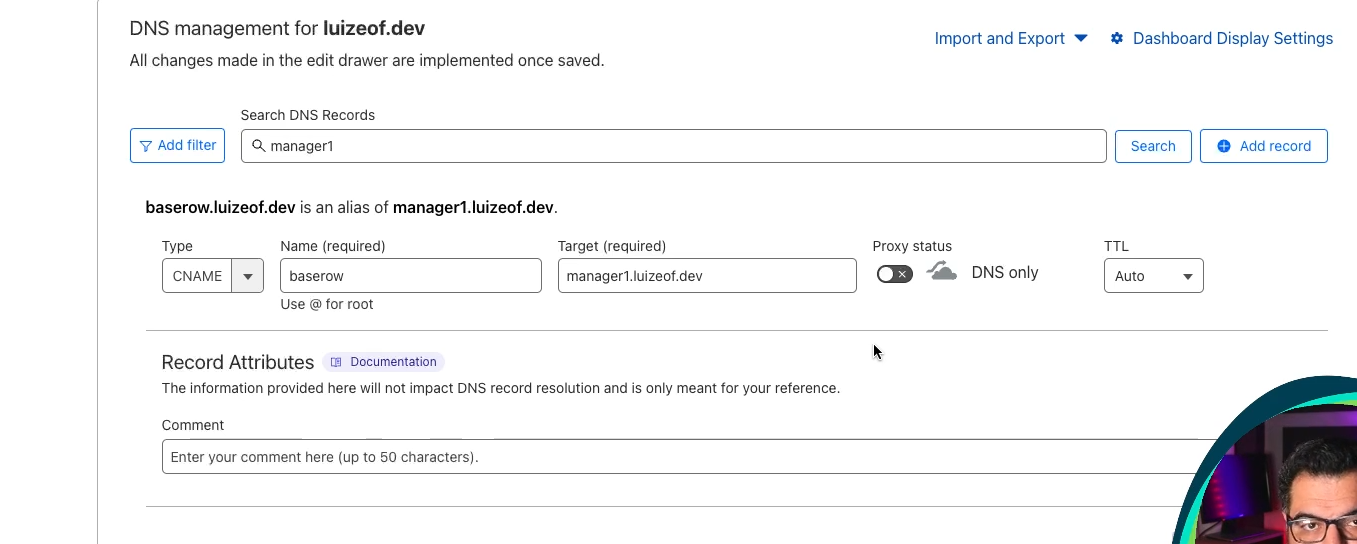 DNS management for luizeof.dev
Import and Export
Dashboard Display Settings
All changes made in the edit drawer are implemented once saved.
Search DNS Records
Add filter
manager1
Search
Add record
baserow.luizeof.dev is an alias of manager1.luizeof.dev.
Type
Name (required)
Target (required)
Proxy status
TTL
CNAME
baserow
manager1.luizeof.dev
DNS only
Auto
Use @ for root
Record Attributes
Documentation
The information provided here will not impact DNS record resolution and is only meant for your reference.
Comment
Enter your comment here (up to 50 characters).